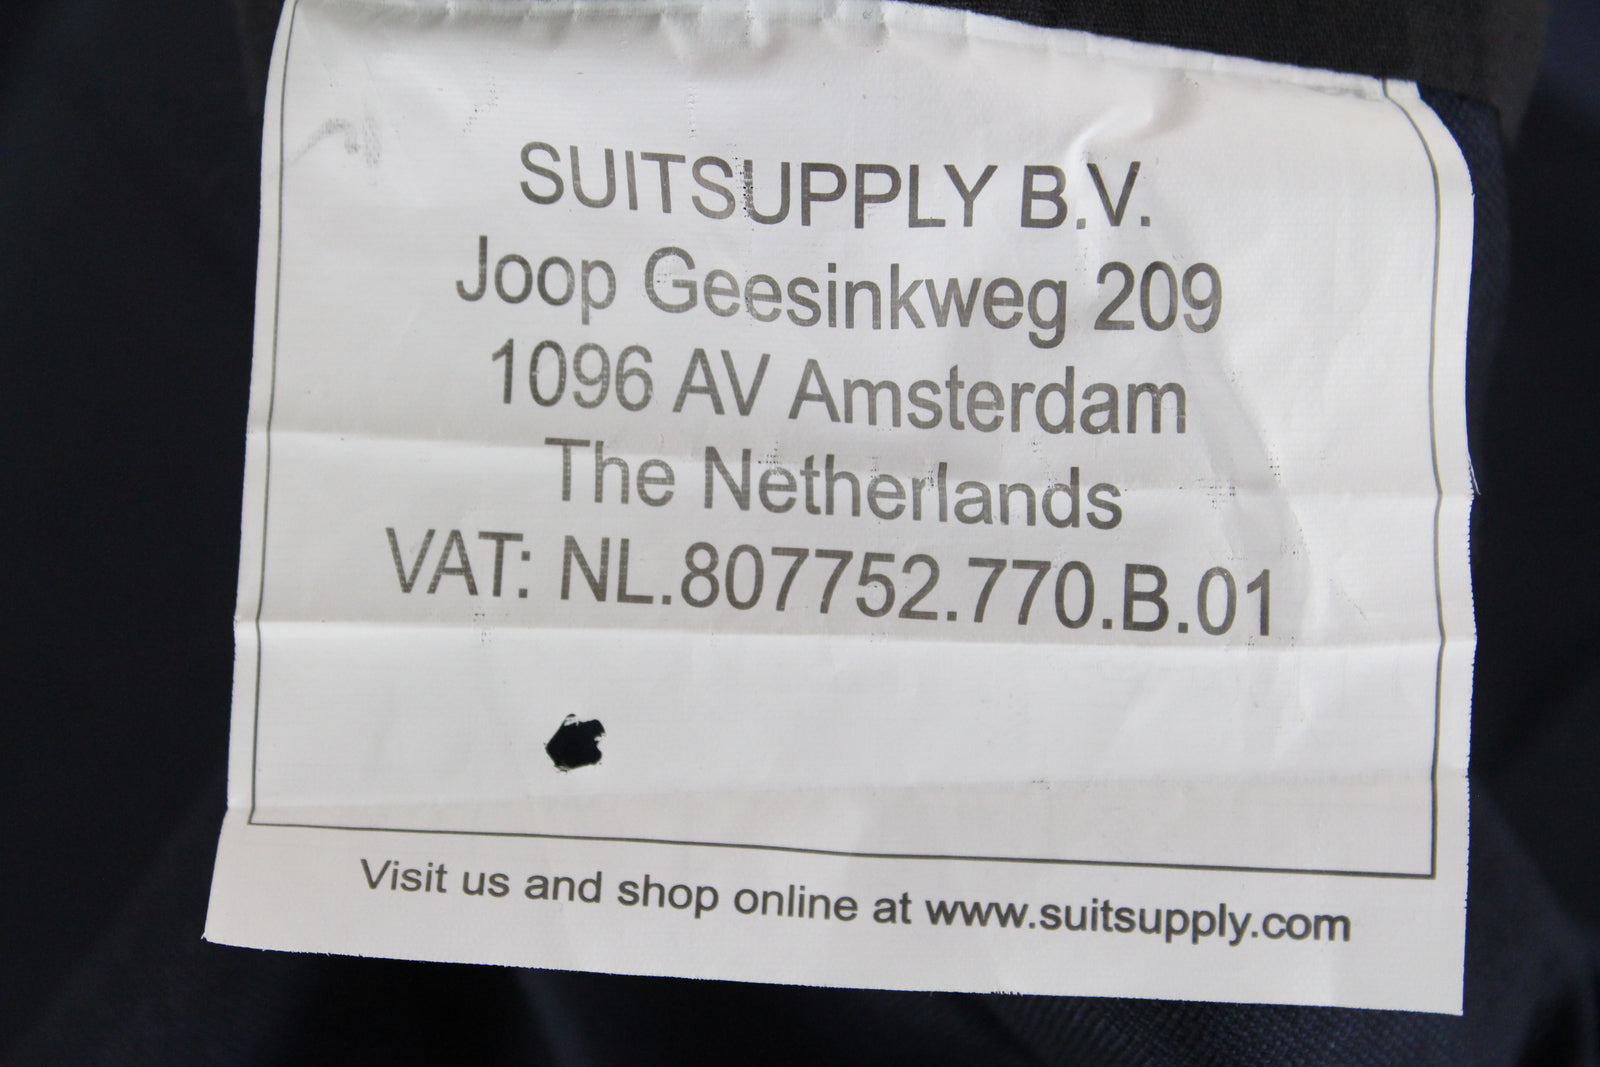 SUITSUPPLY B.V.
Joop Geesinkweg 209
1096 AV Amsterdam
The Netherlands
VAT: NL.807752.770.B.01
Visit us and shop online at www.suitsupply.com